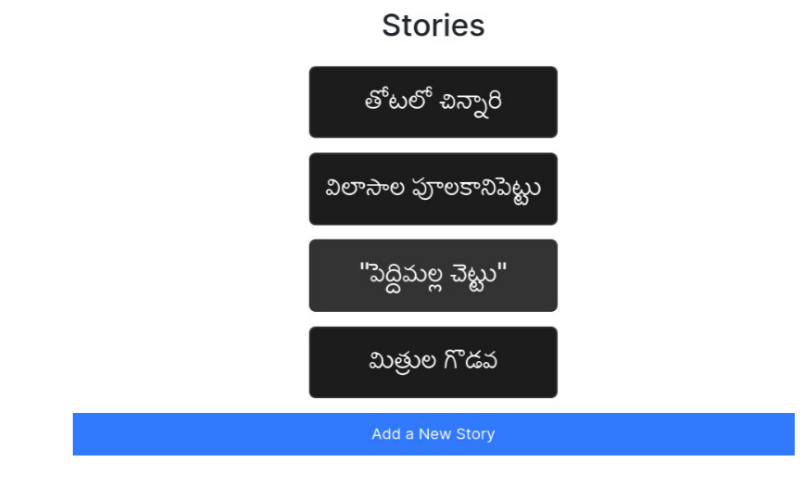 Stories
తోటలో చిన్నారి
విలాసాల పూలకానిపెట్టు
"పెద్దిమల్ల చెట్టు"
మిత్రుల గొడవ
Add a New Story